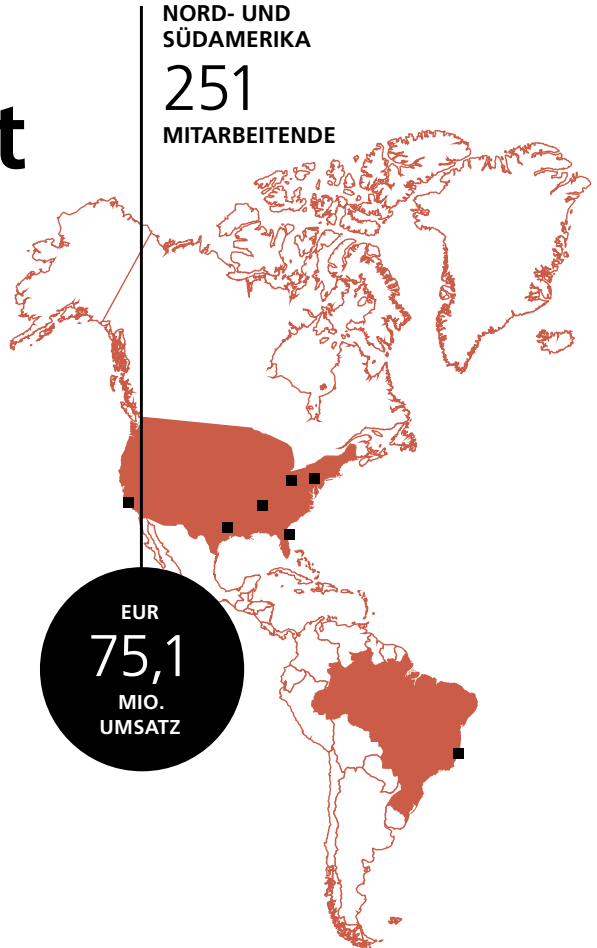 NORD- UND
SÜDAMERIKA
251
MITARBEITENDE
t
EUR
75,1
MIO.
UMSATZ